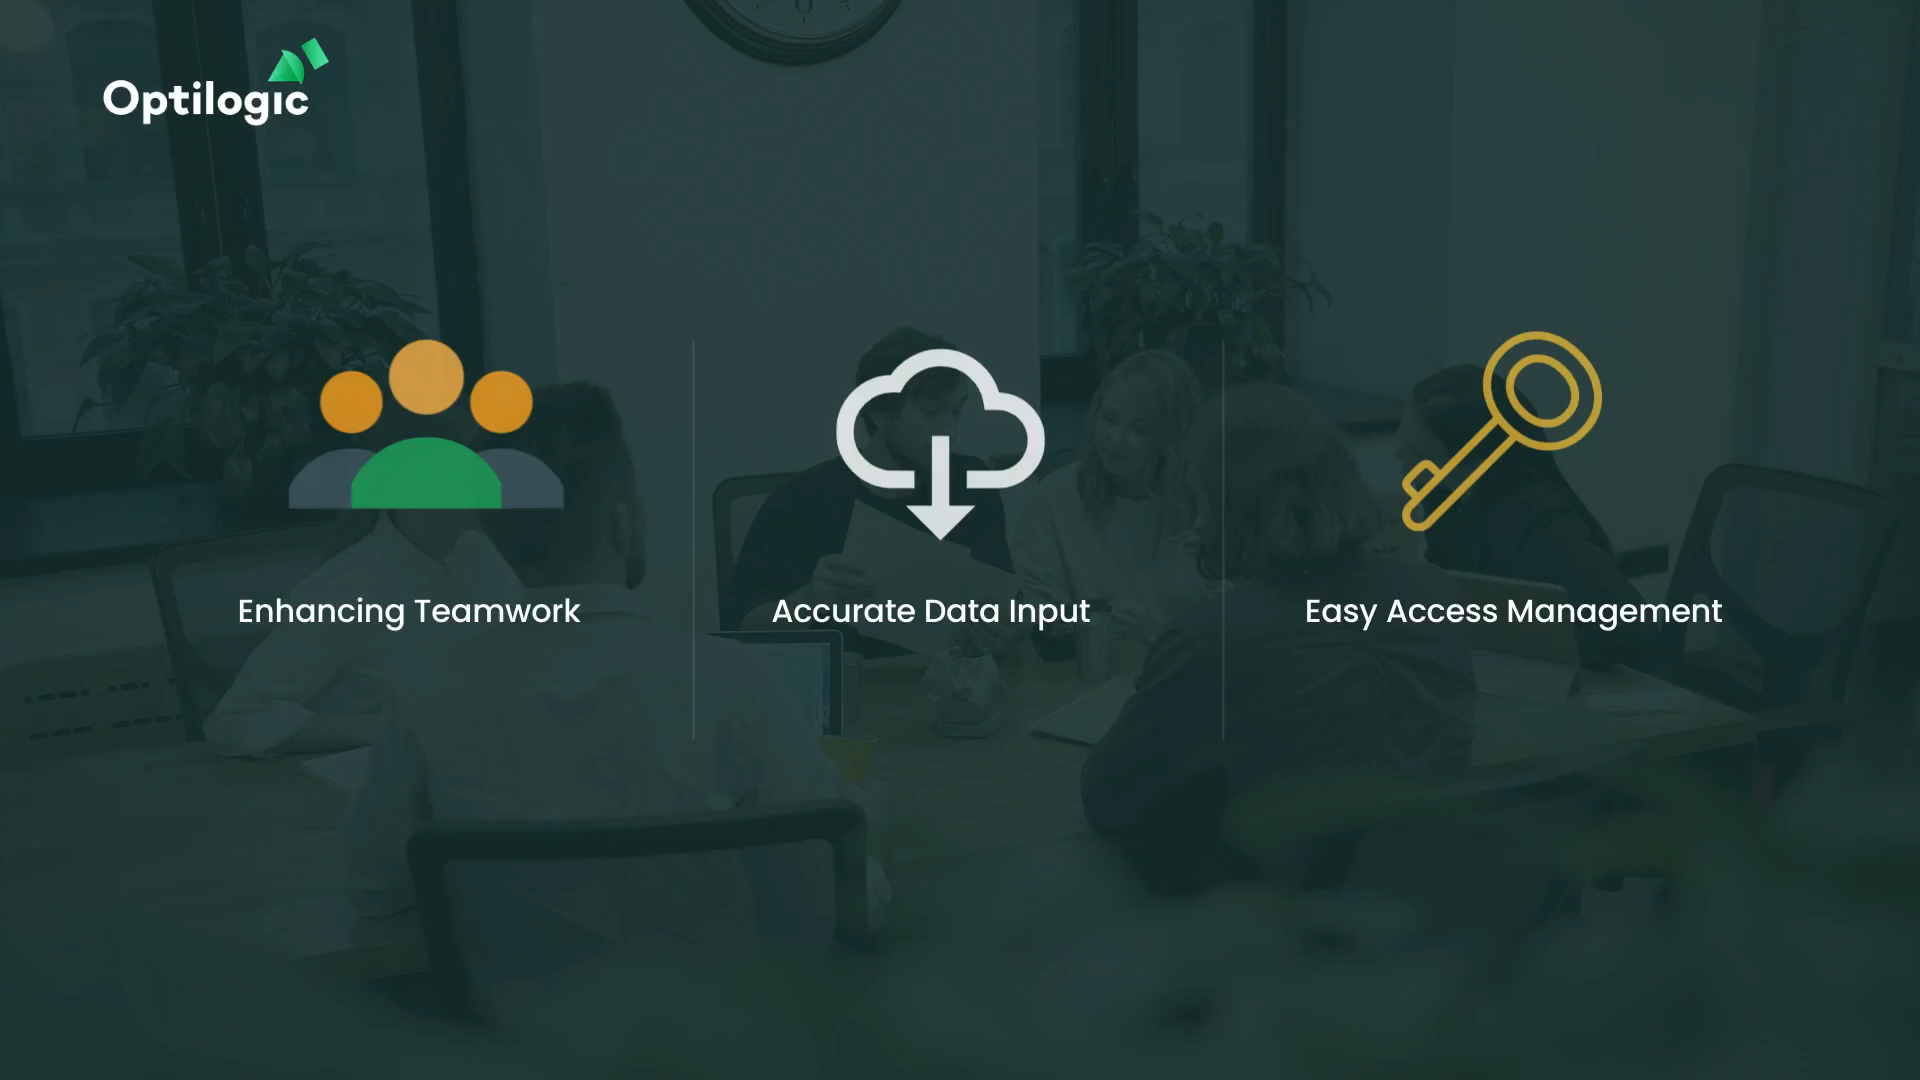 Optilogic
Enhancing Teamwork
Accurate Data Input
Easy Access Management